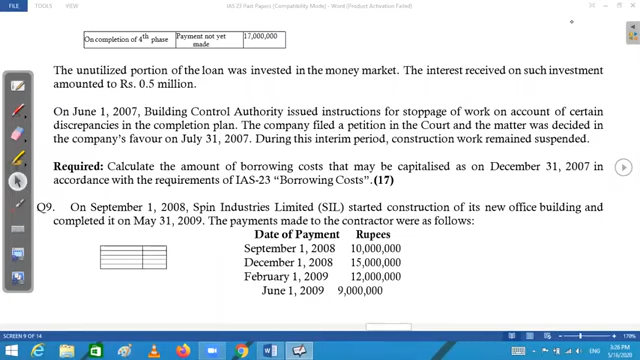 IAS 23 Past Papers [Compatibility Mode] - Word (Product Activation Failed)
FILE TOOLS VIEW
On completion of 4th phase Payment not yet made 17,000,000
The unutilized portion of the loan was invested in the money market. The interest received on such investment
amounted to Rs. 0.5 million.
On June 1, 2007, Building Control Authority issued instructions for stoppage of work on account of certain
discrepancies in the completion plan. The company filed a petition in the Court and the matter was decided in
the company's favour on July 31, 2007. During this interim period, construction work remained suspended.
Required: Calculate the amount of borrowing costs that may be capitalised as on December 31, 2007 in
accordance with the requirements of IAS-23 "Borrowing Costs". (17)
Q9. On September 1, 2008, Spin Industries Limited (SIL) started construction of its new office building and
completed it on May 31, 2009. The payments made to the contractor were as follows:
Date of Payment Rupees
September 1, 2008 10,000,000
December 1, 2008 15,000,000
February 1, 2009 12,000,000
June 1, 2009 9,000,000
SCREEN 9 OF 14
170%
3:26 PM
5/16/2020